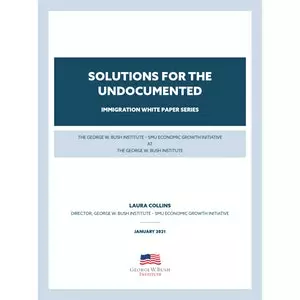 SOLUTIONS FOR THE
UNDOCUMENTED
IMMIGRATION WHITE PAPER SERIES
THE GEORGE W. BUSH INSTITUTE - SMU ECONOMIC GROWTH INITIATIVE
AT
THE GEORGE W. BUSH INSTITUTE
LAURA COLLINS
DIRECTOR, GEORGE W. BUSH INSTITUTE - SMU ECONOMIC GROWTH INITIATIVE
JANUARY 2021
GEORGE W. BUSH
INSTITUTE